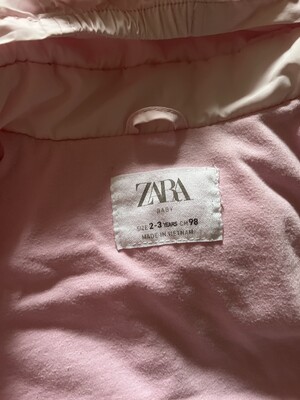 ZARA
BABY
SIZE 2-3 YEARS CM 98
MADE IN VIETNAM